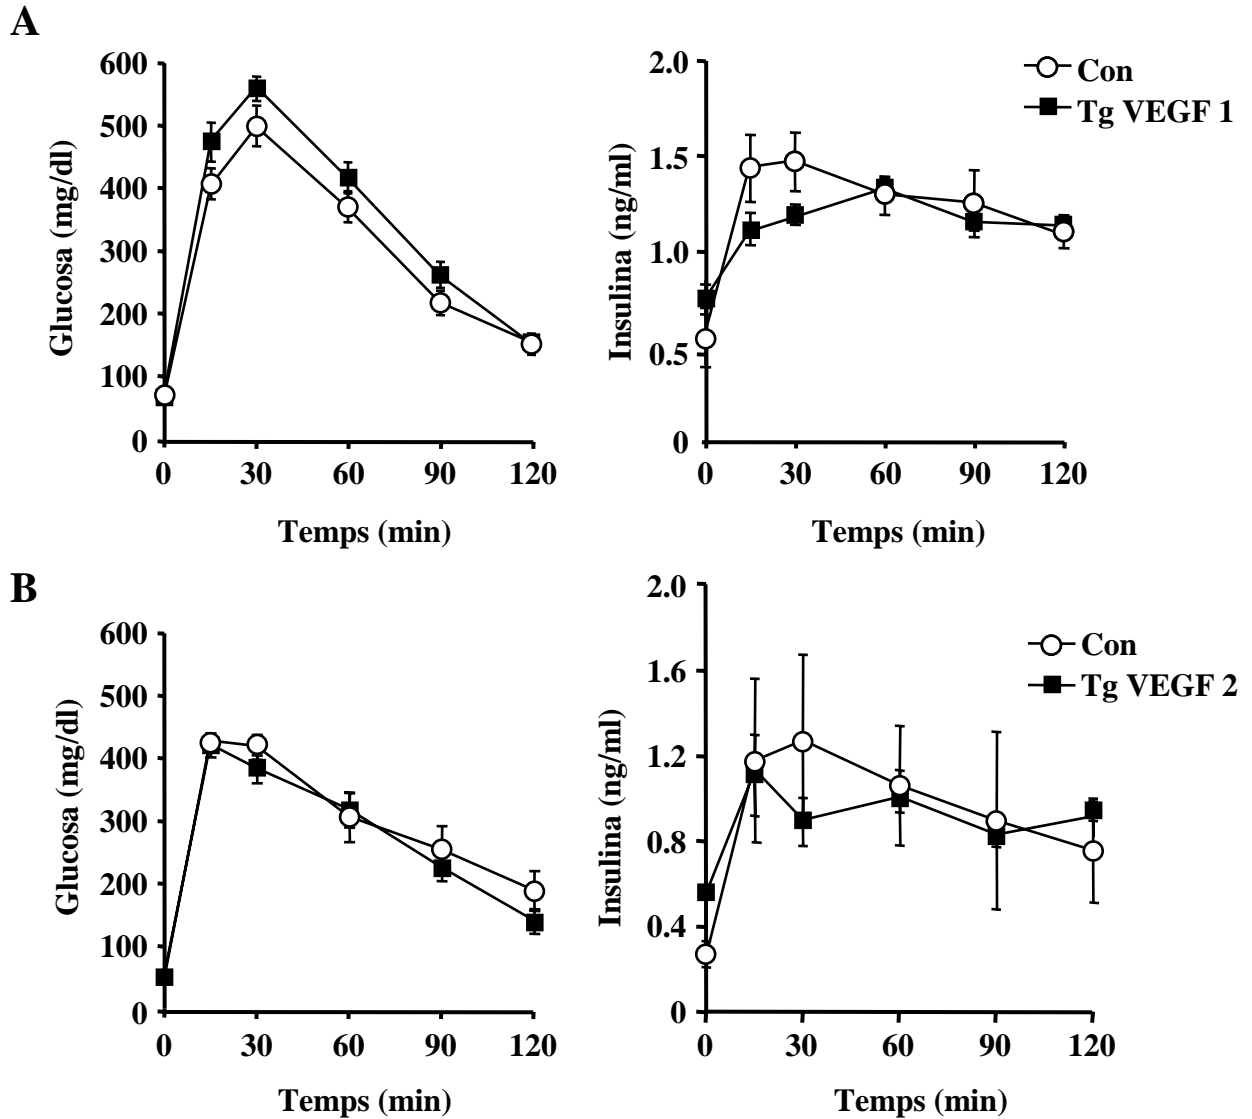 A
Glucosa (mg/dl)
600
500
400
300
200
100
0
0 30 60 90 120
Temps (min)
Insulina (ng/ml)
2.0
1.5
1.0
0.5
0
0 30 60 90 120
Temps (min)
Con
Tg VEGF 1
B
Glucosa (mg/dl)
600
500
400
300
200
100
0
0 30 60 90 120
Temps (min)
Insulina (ng/ml)
2.0
1.6
1.2
0.8
0.4
0
0 30 60 90 120
Temps (min)
Con
Tg VEGF 2